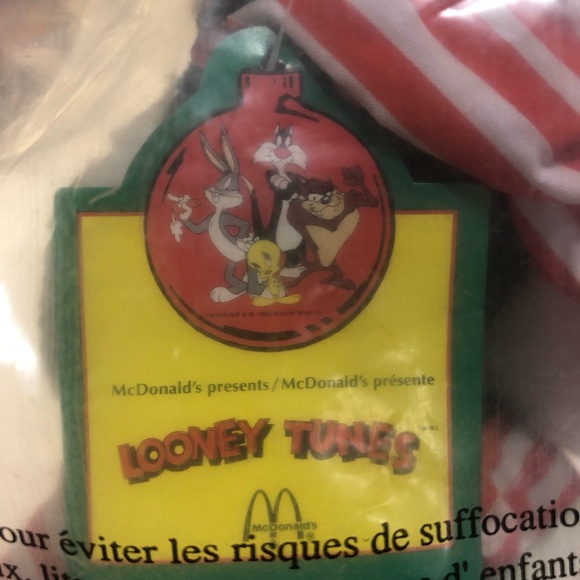 McDonald's presents / McDonald's présente
LOONEY TUNES
McDonald's
our éviter les risques de suffocatio
d' enfant